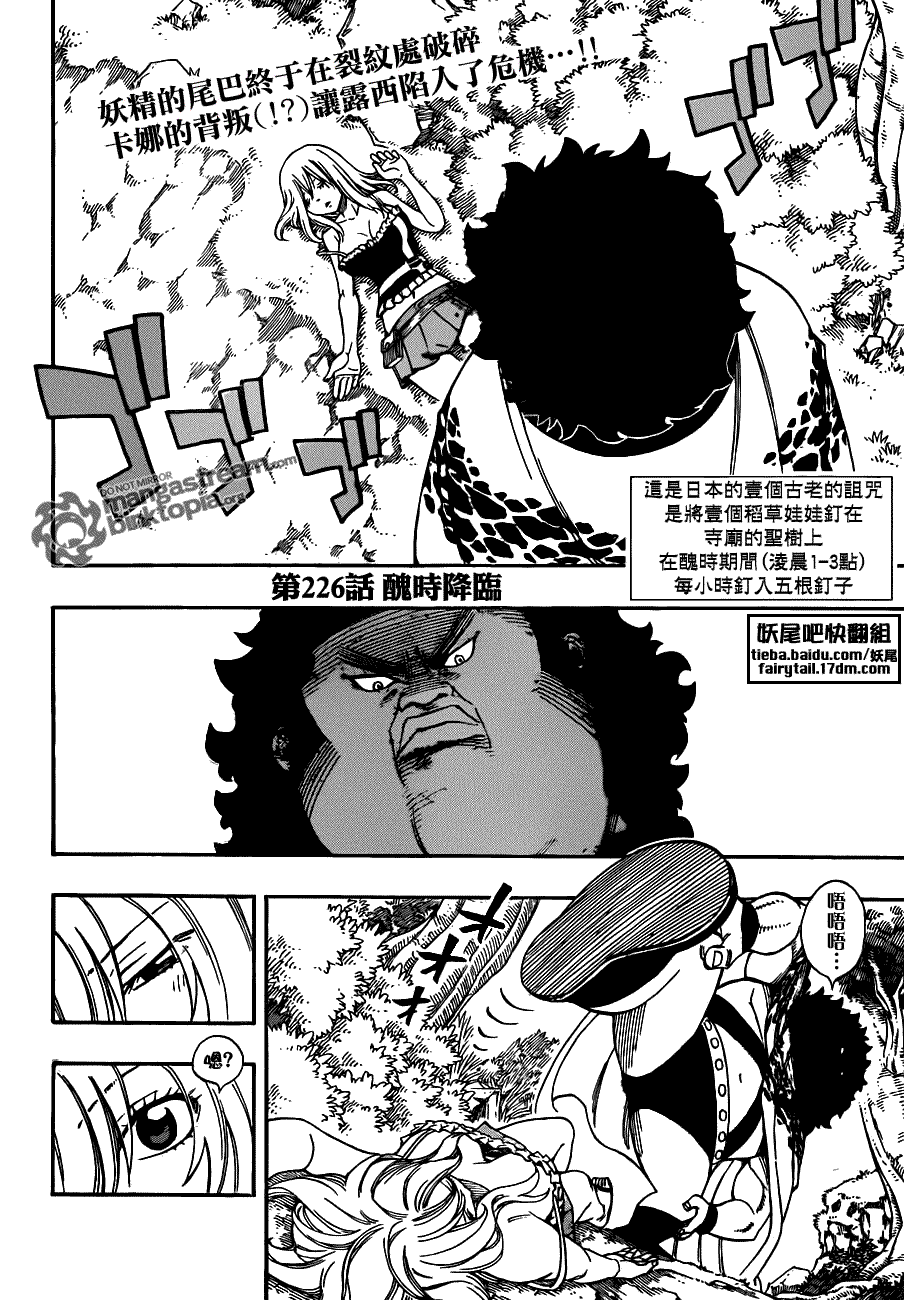 妖精的尾巴終于在裂紋處破碎
卡娜的背叛(!?)讓露西陷入了危機…!!
ゴゴ
ゴゴゴ
DO NOT MIRROR
mangastream.com
binktopia.org
這是日本的壹個古老的詛咒
是將壹個稻草娃娃釘在
寺廟的聖樹上
在醜時期間(淩晨1-3點)
每小時釘入五根釘子
第226話 醜時降臨
妖尾吧快翻組
tieba.baidu.com/妖尾
fairytail.17dm.com
唔唔唔…
嗯?